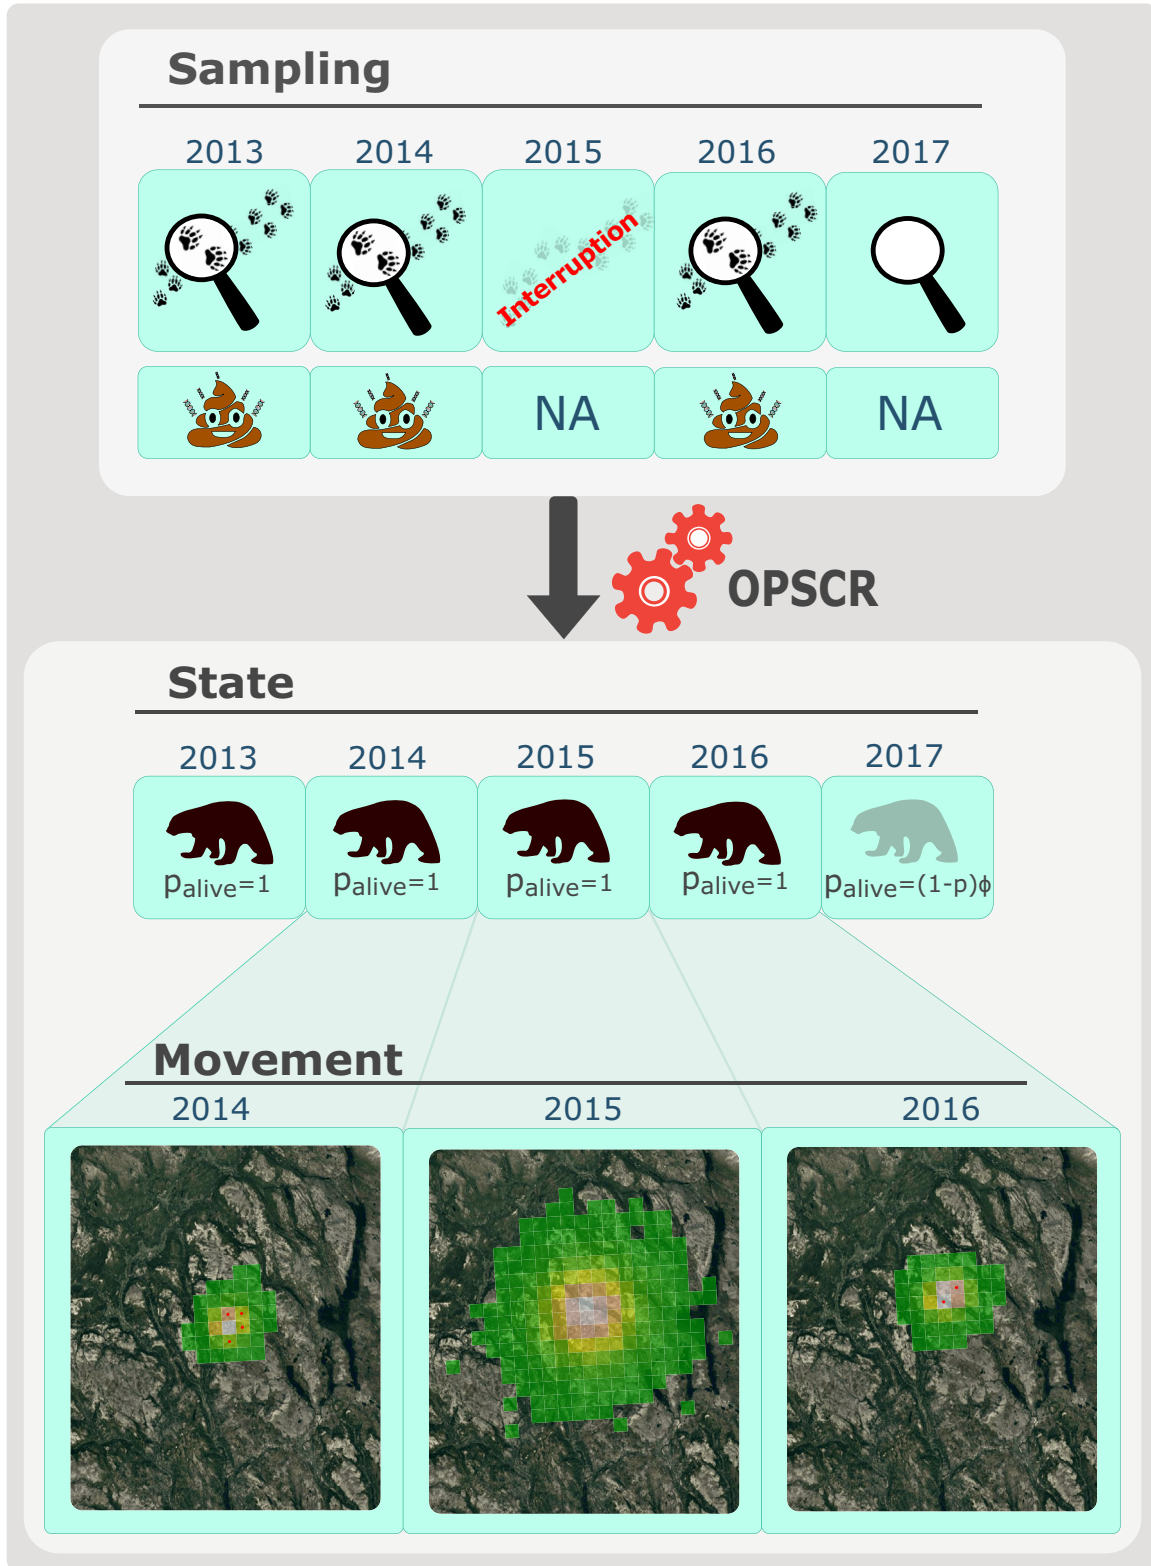 Sampling
2013 2014 2015 2016 2017
Interruption
NA NA
OPSCR
State
2013 2014 2015 2016 2017
palive=1 palive=1 palive=1 palive=1 palive=(1-p)ϕ
Movement
2014 2015 2016